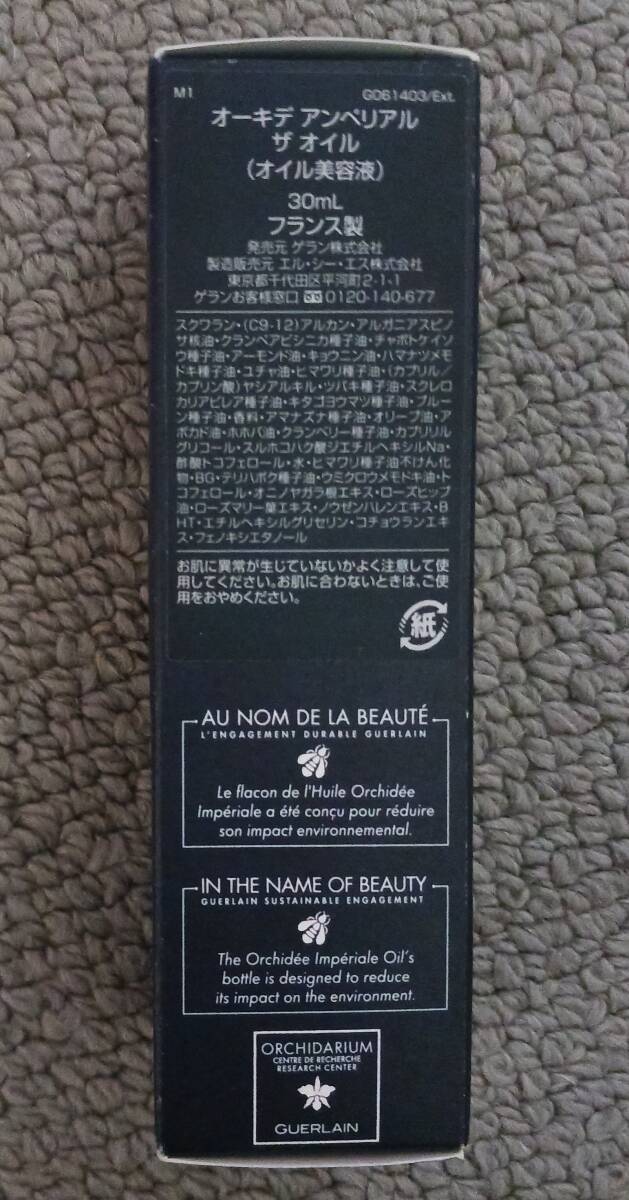 M1
G061403/Ext.
オーキデ アンペリアル
ザ オイル
(オイル美容液)
30mL
フランス製
発売元 ゲラン株式会社
製造販売元 エル・シー・エス株式会社
東京都千代田区平河町2-1-1
ゲランお客様窓口 0120-140-677
スクワラン・(C9-12)アルカン・アルガニアスピノ
サ核油・クランベアビシニカ種子油・チャボトケイソ
ウ種子油・アーモンド油・キョウニン油・ハマナツメモ
ドキ種子油・ユチャ油・ヒマワリ種子油・(カプリル/
カプリン酸)ヤシアルキル・ツバキ種子油・スクレロ
カリアビレア種子油・キタゴヨウマツ種子油・プルー
ン種子油・香料・アマナズナ種子油・オリーブ油・ア
ボカド油・ホホバ油・クランベリー種子油・カプリリル
グリコール・スルホコハク酸ジエチルヘキシルNa・
酢酸トコフェロール・水・ヒマワリ種子油不けん化
物・BG・テリハボク種子油・ウミクロウメモドキ油・ト
コフェロール・オニノヤガラ根エキス・ローズヒップ
油・ローズマリー葉エキス・ノウゼンハレンエキス・B
HT・エチルヘキシルグリセリン・コチョウランエキ
ス・フェノキシエタノール
お肌に異常が生じていないかよく注意して使
用してください。お肌に合わないときは、ご使
用をおやめください。
紙
AU NOM DE LA BEAUTÉ
L'ENGAGEMENT DURABLE GUERLAIN
Le flacon de l'Huile Orchidée
Impériale a été conçu pour réduire
son impact environnemental.
IN THE NAME OF BEAUTY
GUERLAIN SUSTAINABLE ENGAGEMENT
The Orchidée Impériale Oil's
bottle is designed to reduce
its impact on the environment.
ORCHIDARIUM
CENTRE DE RECHERCHE
RESEARCH CENTER
GUERLAIN